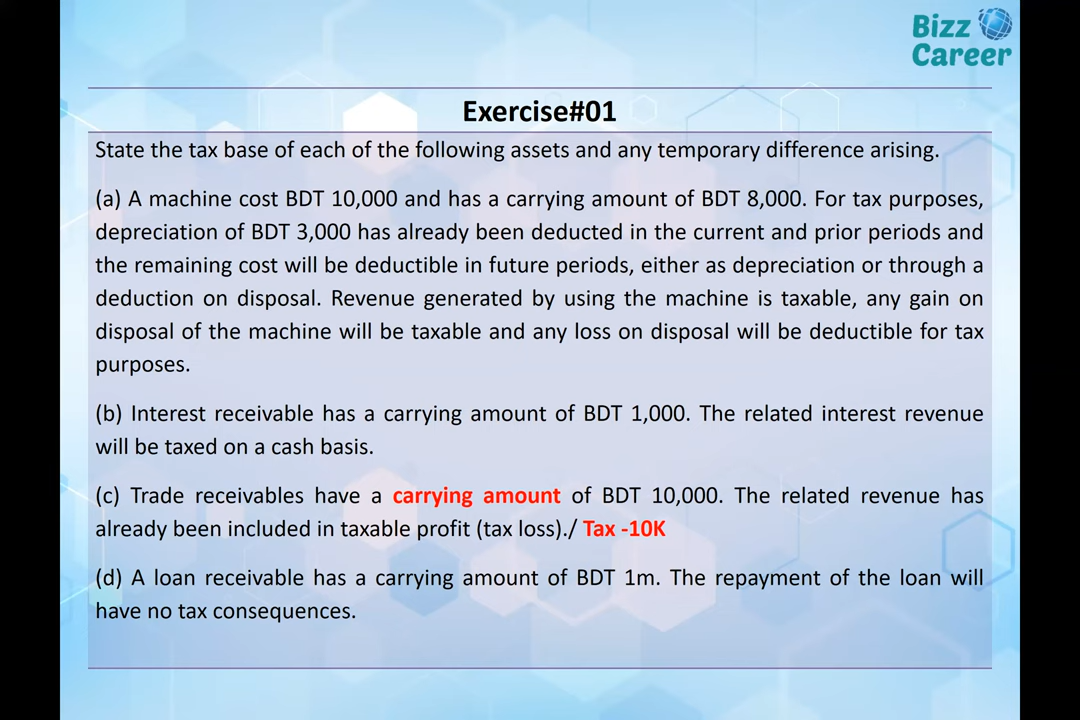 Bizz
Career
Exercise#01
State the tax base of each of the following assets and any temporary difference arising.
(a) A machine cost BDT 10,000 and has a carrying amount of BDT 8,000. For tax purposes,
depreciation of BDT 3,000 has already been deducted in the current and prior periods and
the remaining cost will be deductible in future periods, either as depreciation or through a
deduction on disposal. Revenue generated by using the machine is taxable, any gain on
disposal of the machine will be taxable and any loss on disposal will be deductible for tax
purposes.
(b) Interest receivable has a carrying amount of BDT 1,000. The related interest revenue
will be taxed on a cash basis.
(c) Trade receivables have a carrying amount of BDT 10,000. The related revenue has
already been included in taxable profit (tax loss)./ Tax -10K
(d) A loan receivable has a carrying amount of BDT 1m. The repayment of the loan will
have no tax consequences.